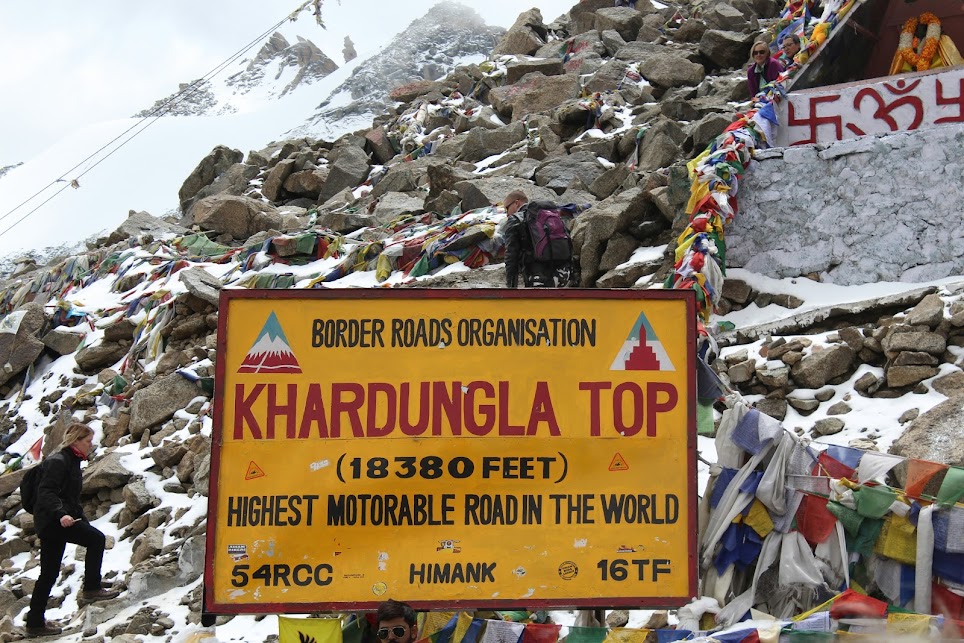 ॐ
BORDER ROADS ORGANISATION
KHARDUNGLA TOP
(18380 FEET)
HIGHEST MOTORABLE ROAD IN THE WORLD
54RCC HIMANK 16TF